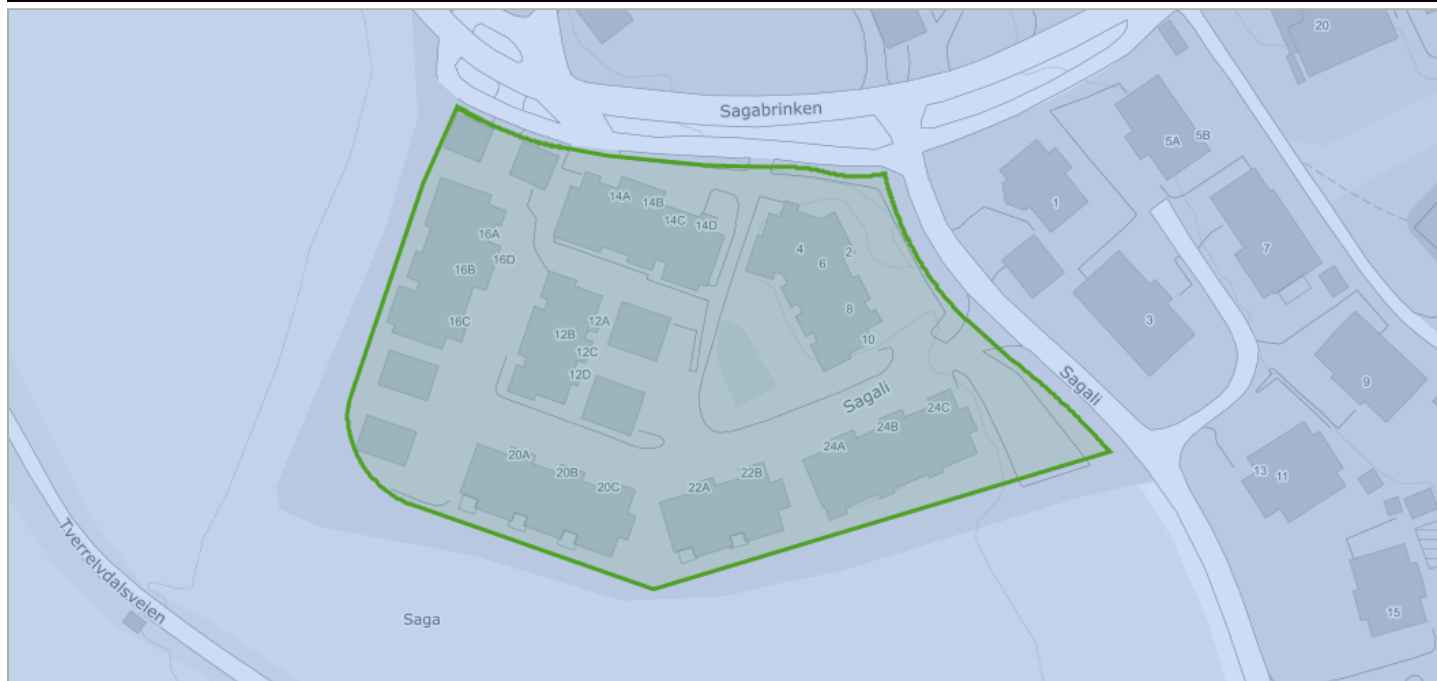 20
Sagabrinken
5A
5B
14A
14B
14C
14D
1
16A
16D
16B
16C
4
6
2
8
10
7
12A
12B
12C
12D
3
Sagali
Sagali
9
24A
24B
24C
20A
20B
20C
22A
22B
13
11
Tverrelvdalsveien
Saga
15